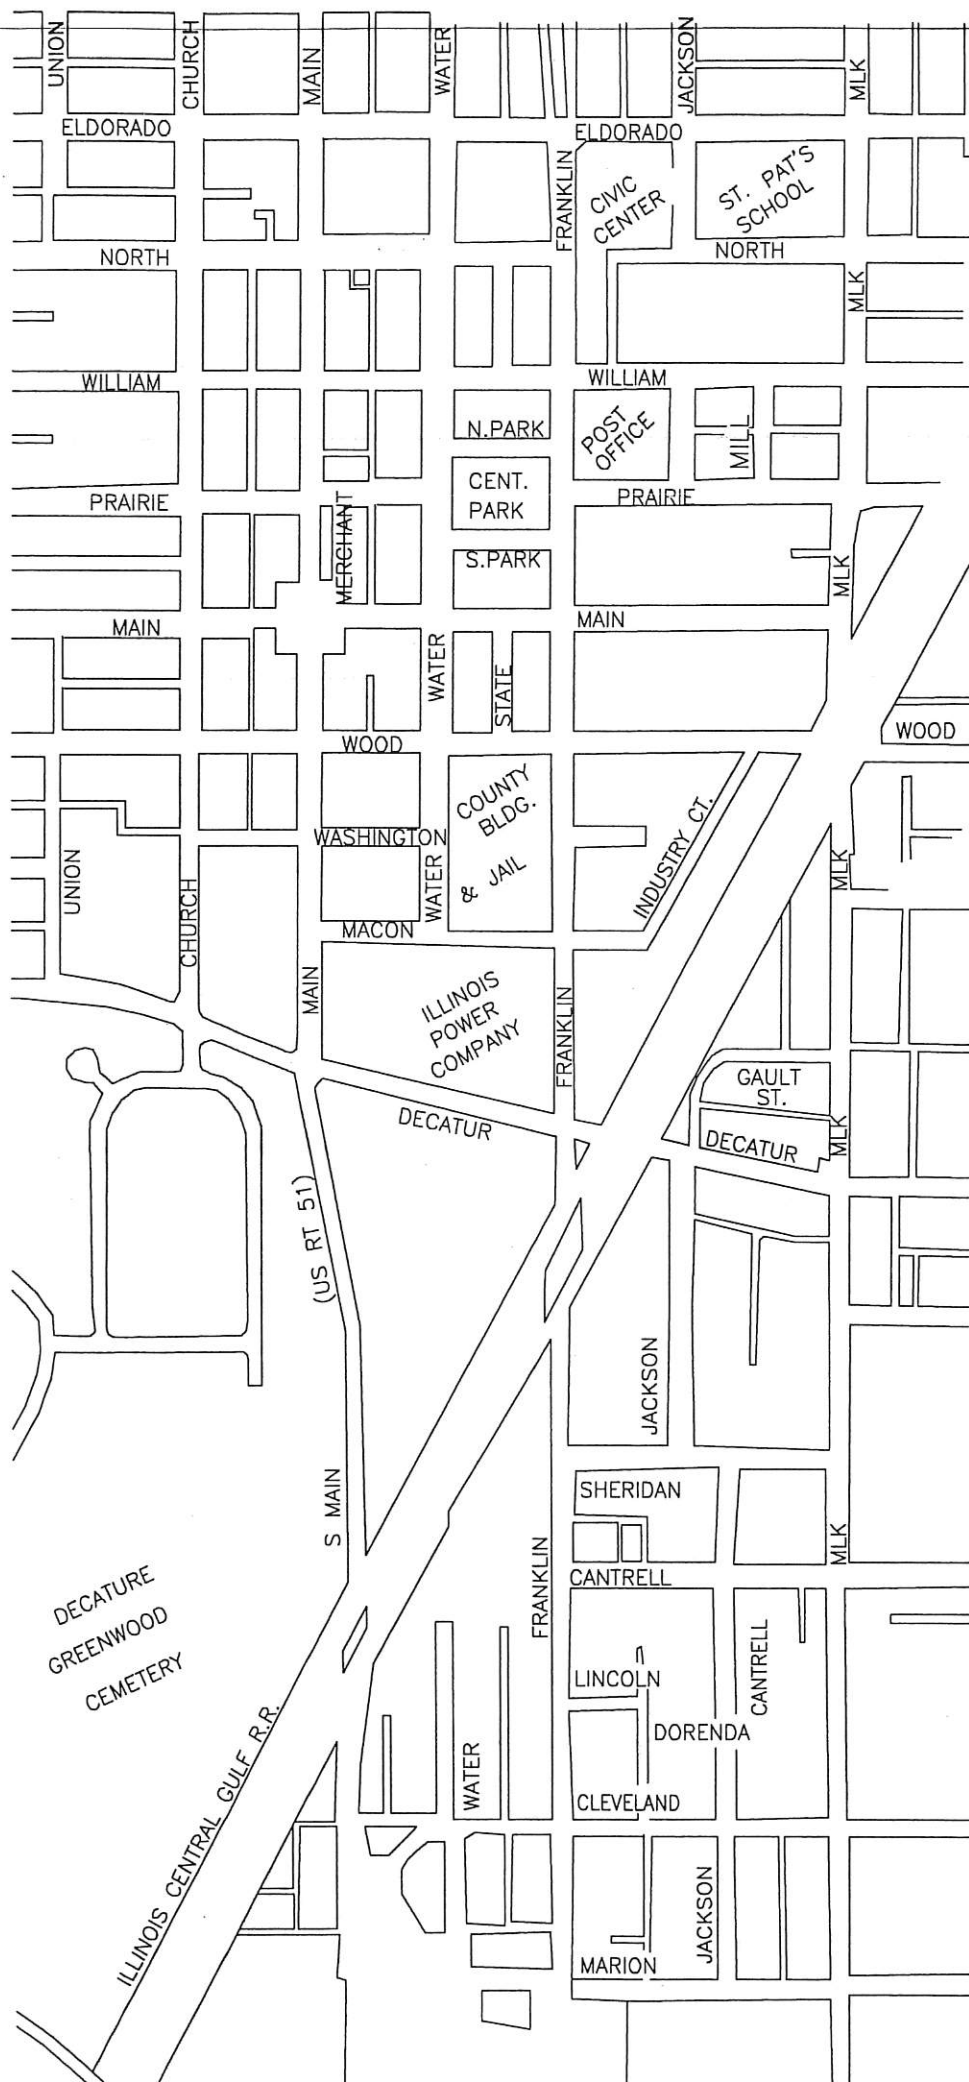 UNION
CHURCH
MAIN
WATER
JACKSON
MLK
ELDORADO
ELDORADO
FRANKLIN
CIVIC
CENTER
ST. PAT'S
SCHOOL
NORTH
NORTH
MLK
WILLIAM
WILLIAM
N.PARK
POST
OFFICE
MILL
CENT.
PARK
PRAIRIE
PRAIRIE
MERCHANT
S.PARK
MLK
MAIN
MAIN
WATER
STATE
WOOD
WOOD
COUNTY
BLDG.
& JAIL
WASHINGTON
INDUSTRY CT.
UNION
CHURCH
WATER
MLK
MACON
MAIN
ILLINOIS
POWER
COMPANY
FRANKLIN
GAULT
ST.
DECATUR
DECATUR
MLK
(US RT 51)
JACKSON
S MAIN
SHERIDAN
MLK
FRANKLIN
CANTRELL
DECATURE
GREENWOOD
CEMETERY
LINCOLN
CANTRELL
DORENDA
ILLINOIS CENTRAL GULF R.R.
WATER
CLEVELAND
JACKSON
MARION